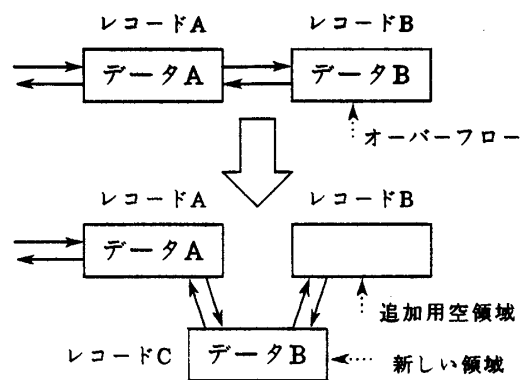 レコードA レコードB
データA データB
オーバーフロー
レコードA レコードB
データA
追加用空領域
レコードC データB 新しい領域